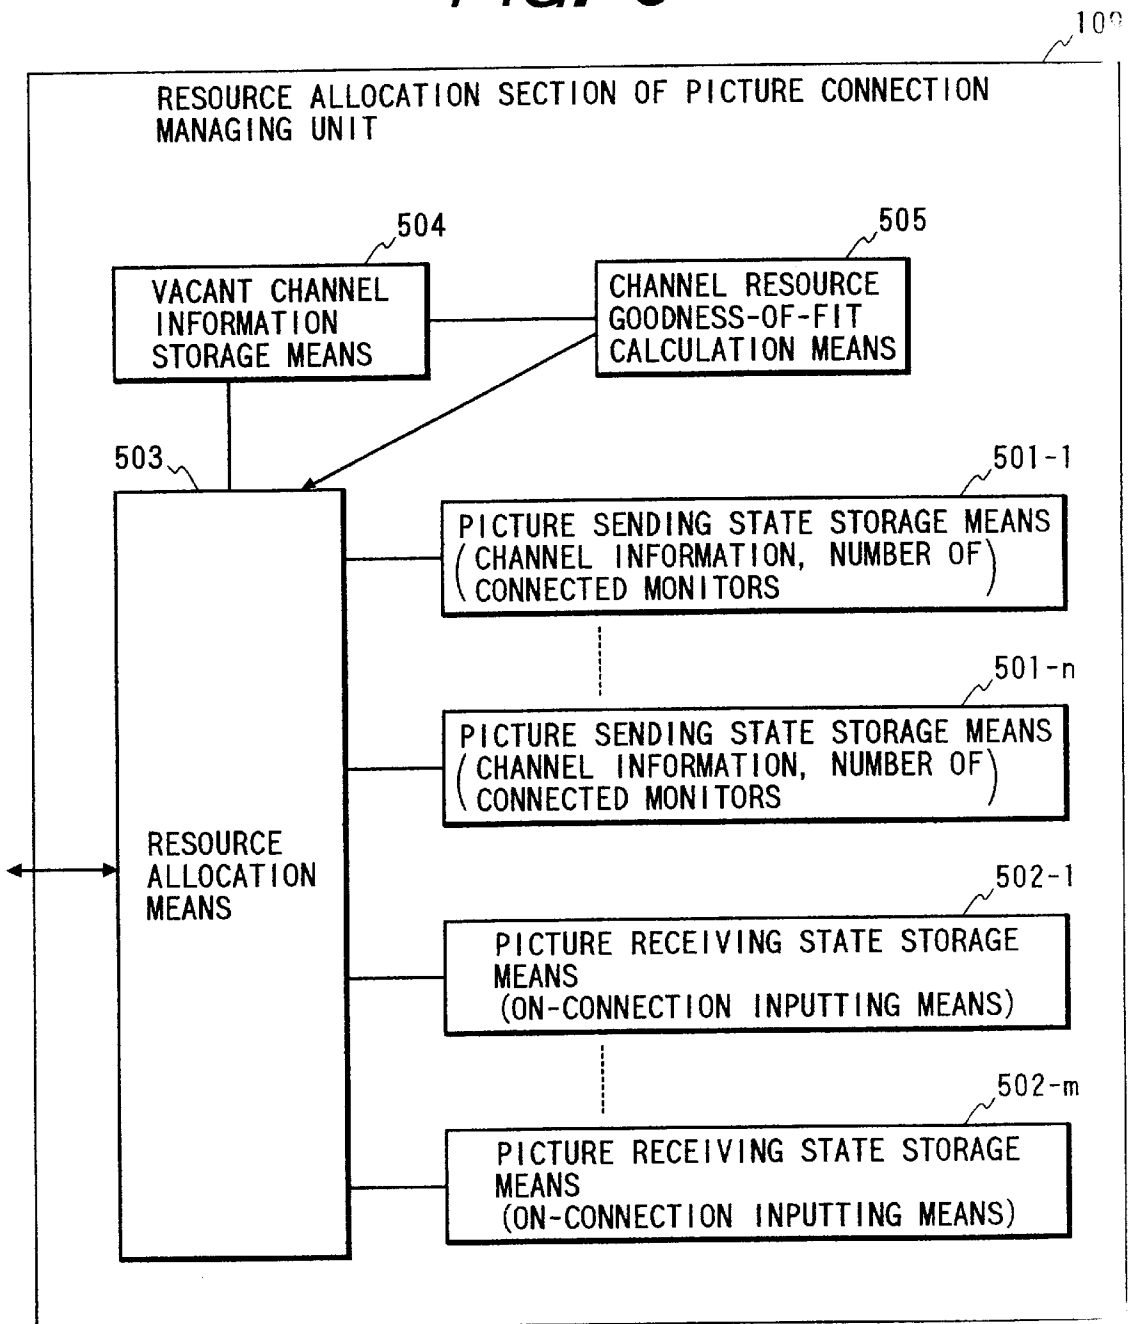 RESOURCE ALLOCATION SECTION OF PICTURE CONNECTION
MANAGING UNIT
504
505
VACANT CHANNEL
INFORMATION
STORAGE MEANS
CHANNEL RESOURCE
GOODNESS-OF-FIT
CALCULATION MEANS
503
501-1
PICTURE SENDING STATE STORAGE MEANS
(CHANNEL INFORMATION, NUMBER OF
CONNECTED MONITORS)
501-n
PICTURE SENDING STATE STORAGE MEANS
(CHANNEL INFORMATION, NUMBER OF
CONNECTED MONITORS)
RESOURCE
ALLOCATION
MEANS
502-1
PICTURE RECEIVING STATE STORAGE
MEANS
(ON-CONNECTION INPUTTING MEANS)
502-m
PICTURE RECEIVING STATE STORAGE
MEANS
(ON-CONNECTION INPUTTING MEANS)